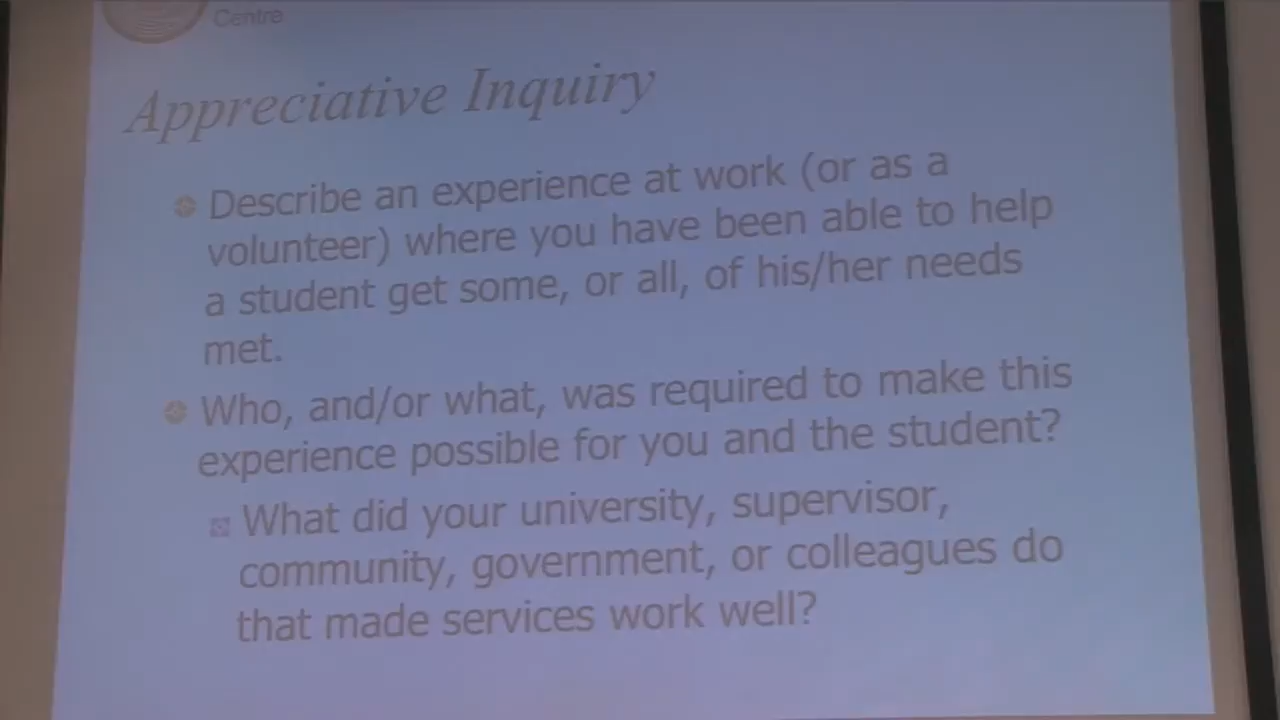 Centre
Appreciative Inquiry
Describe an experience at work (or as a
volunteer) where you have been able to help
a student get some, or all, of his/her needs
met.
Who, and/or what, was required to make this
experience possible for you and the student?
What did your university, supervisor,
community, government, or colleagues do
that made services work well?